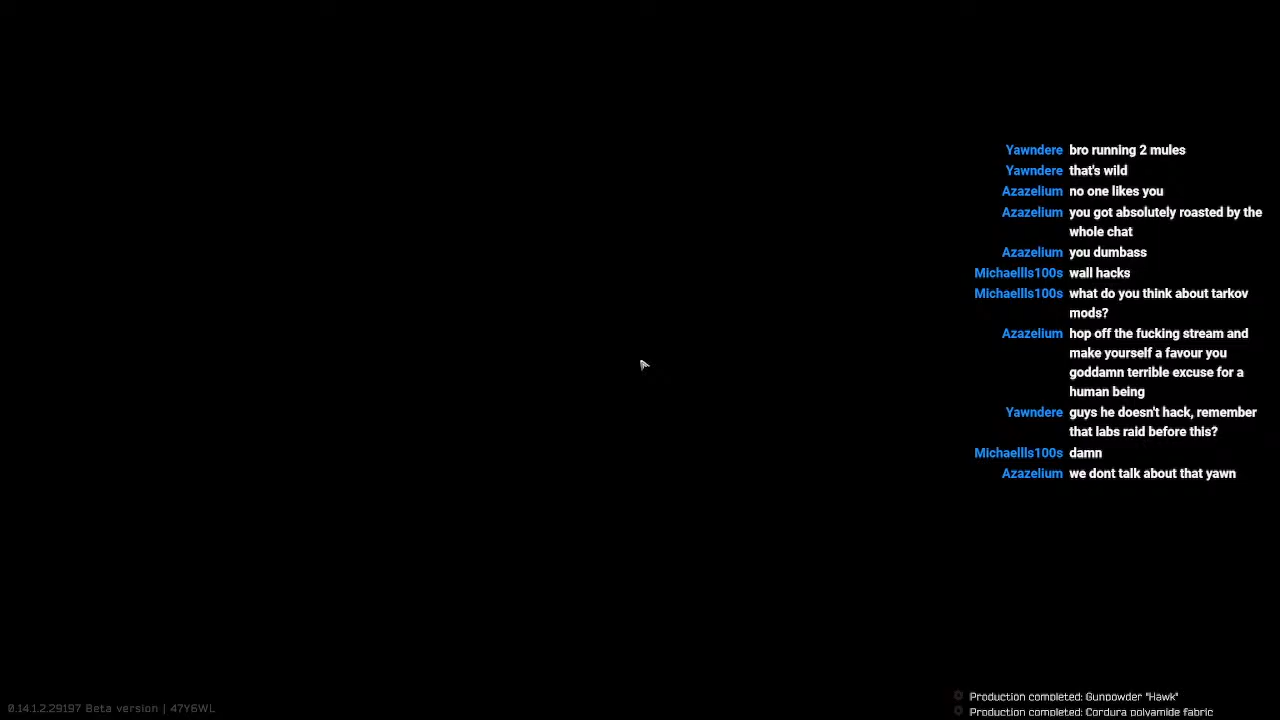 Yawndere bro running 2 mules
Yawndere that's wild
Azazelium no one likes you
Azazelium you got absolutely roasted by the
whole chat
Azazelium you dumbass
Michaellls100s wall hacks
Michaellls100s what do you think about tarkov
mods?
Azazelium hop off the fucking stream and
make yourself a favour you
goddamn terrible excuse for a
human being
Yawndere guys he doesn't hack, remember
that labs raid before this?
Michaellls100s damn
Azazelium we dont talk about that yawn
Production completed: Gunpowder "Hawk"
0.14.1.2.29197 Beta version | 47Y6WL
Production completed: Cordura polyamide fabric